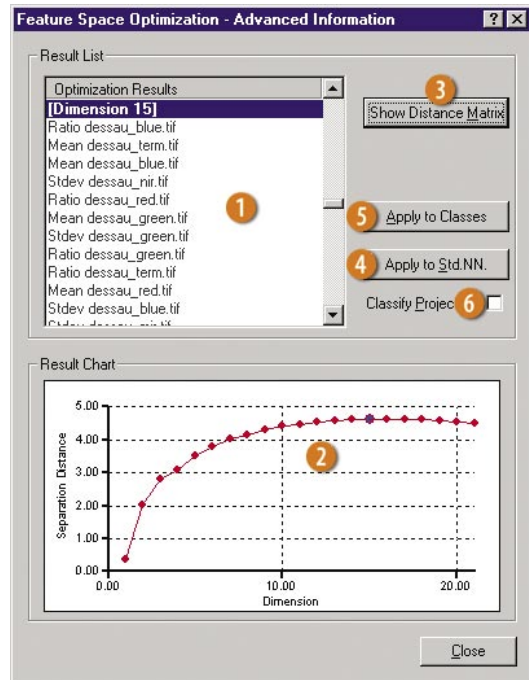 Feature Space Optimization - Advanced Information
Result List
Optimization Results
[Dimension 15]
Ratio dessau_blue.tif
Mean dessau_term.tif
Mean dessau_blue.tif
Stdev dessau_nir.tif
Ratio dessau_red.tif
Mean dessau_green.tif
Stdev dessau_green.tif
Ratio dessau_green.tif
Ratio dessau_term.tif
Mean dessau_red.tif
Stdev dessau_blue.tif
1
3
Show Distance Matrix
5 Apply to Classes
4 Apply to Std.NN.
Classify Projec 6
Result Chart
5.00
4.00
3.00
2.00
1.00
0.00
Separation Distance
2
0.00 10.00 20.00
Dimension
Close